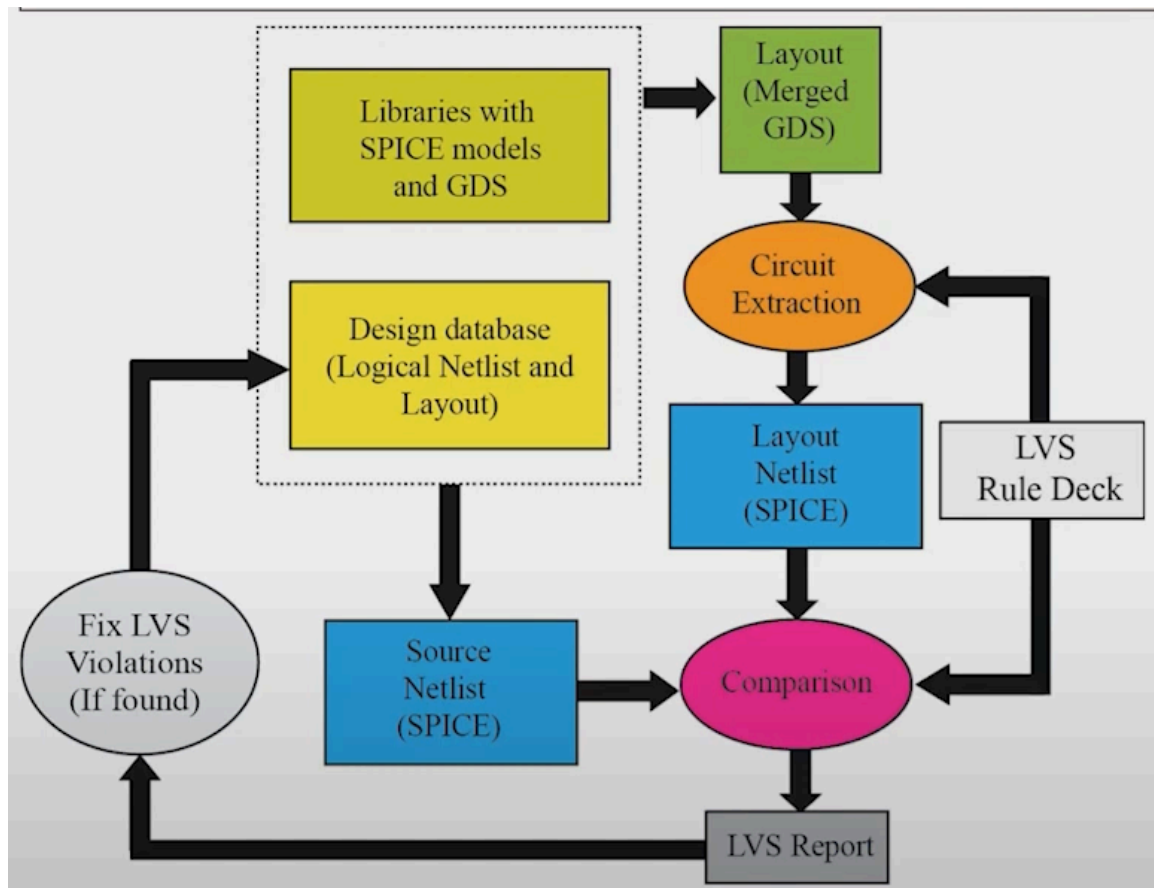 Libraries with
SPICE models
and GDS
Layout
(Merged
GDS)
Circuit
Extraction
Design database
(Logical Netlist and
Layout)
Layout
Netlist
(SPICE)
LVS
Rule Deck
Fix LVS
Violations
(If found)
Source
Netlist
(SPICE)
Comparison
LVS Report